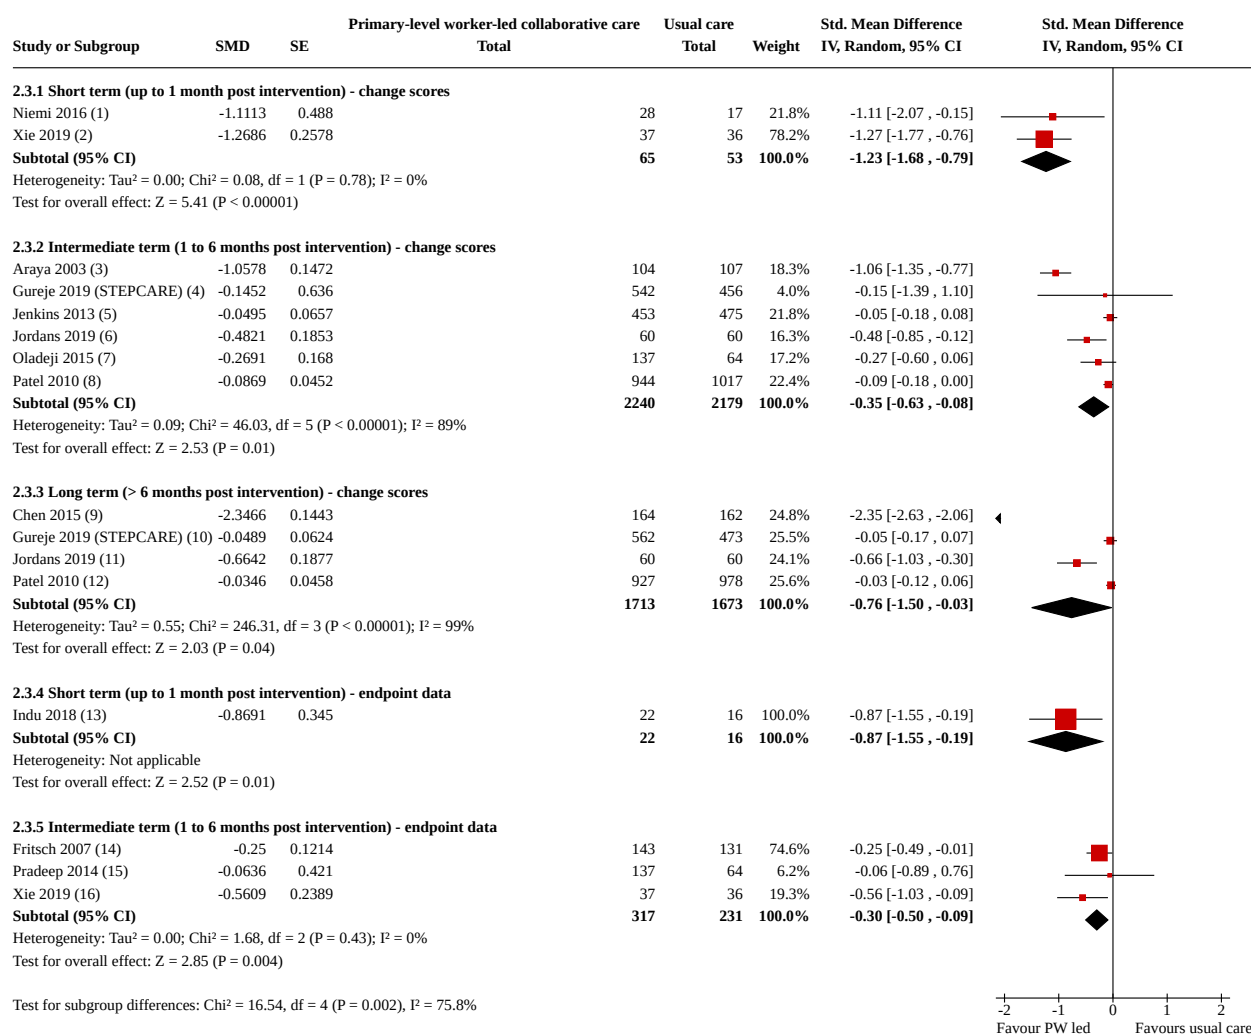 Primary-level worker-led collaborative care Usual care Std. Mean Difference Std. Mean Difference
Study or Subgroup SMD SE Total Total Weight IV, Random, 95% CI IV, Random, 95% CI
2.3.1 Short term (up to 1 month post intervention) - change scores
Niemi 2016 (1) -1.1113 0.488 28 17 21.8% -1.11 [-2.07 , -0.15]
Xie 2019 (2) -1.2686 0.2578 37 36 78.2% -1.27 [-1.77 , -0.76]
Subtotal (95% CI) 65 53 100.0% -1.23 [-1.68 , -0.79]
Heterogeneity: Tau² = 0.00; Chi² = 0.08, df = 1 (P = 0.78); I² = 0%
Test for overall effect: Z = 5.41 (P < 0.00001)
2.3.2 Intermediate term (1 to 6 months post intervention) - change scores
Araya 2003 (3) -1.0578 0.1472 104 107 18.3% -1.06 [-1.35 , -0.77]
Gureje 2019 (STEPCARE) (4) -0.1452 0.636 542 456 4.0% -0.15 [-1.39 , 1.10]
Jenkins 2013 (5) -0.0495 0.0657 453 475 21.8% -0.05 [-0.18 , 0.08]
Jordans 2019 (6) -0.4821 0.1853 60 60 16.3% -0.48 [-0.85 , -0.12]
Oladeji 2015 (7) -0.2691 0.168 137 64 17.2% -0.27 [-0.60 , 0.06]
Patel 2010 (8) -0.0869 0.0452 944 1017 22.4% -0.09 [-0.18 , 0.00]
Subtotal (95% CI) 2240 2179 100.0% -0.35 [-0.63 , -0.08]
Heterogeneity: Tau² = 0.09; Chi² = 46.03, df = 5 (P < 0.00001); I² = 89%
Test for overall effect: Z = 2.53 (P = 0.01)
2.3.3 Long term (> 6 months post intervention) - change scores
Chen 2015 (9) -2.3466 0.1443 164 162 24.8% -2.35 [-2.63 , -2.06]
Gureje 2019 (STEPCARE) (10) -0.0489 0.0624 562 473 25.5% -0.05 [-0.17 , 0.07]
Jordans 2019 (11) -0.6642 0.1877 60 60 24.1% -0.66 [-1.03 , -0.30]
Patel 2010 (12) -0.0346 0.0458 927 978 25.6% -0.03 [-0.12 , 0.06]
Subtotal (95% CI) 1713 1673 100.0% -0.76 [-1.50 , -0.03]
Heterogeneity: Tau² = 0.55; Chi² = 246.31, df = 3 (P < 0.00001); I² = 99%
Test for overall effect: Z = 2.03 (P = 0.04)
2.3.4 Short term (up to 1 month post intervention) - endpoint data
Indu 2018 (13) -0.8691 0.345 22 16 100.0% -0.87 [-1.55 , -0.19]
Subtotal (95% CI) 22 16 100.0% -0.87 [-1.55 , -0.19]
Heterogeneity: Not applicable
Test for overall effect: Z = 2.52 (P = 0.01)
2.3.5 Intermediate term (1 to 6 months post intervention) - endpoint data
Fritsch 2007 (14) -0.25 0.1214 143 131 74.6% -0.25 [-0.49 , -0.01]
Pradeep 2014 (15) -0.0636 0.421 137 64 6.2% -0.06 [-0.89 , 0.76]
Xie 2019 (16) -0.5609 0.2389 37 36 19.3% -0.56 [-1.03 , -0.09]
Subtotal (95% CI) 317 231 100.0% -0.30 [-0.50 , -0.09]
Heterogeneity: Tau² = 0.00; Chi² = 1.68, df = 2 (P = 0.43); I² = 0%
Test for overall effect: Z = 2.85 (P = 0.004)
Test for subgroup differences: Chi² = 16.54, df = 4 (P = 0.002), I² = 75.8%
-2 -1 0 1 2
Favour PW led Favours usual care